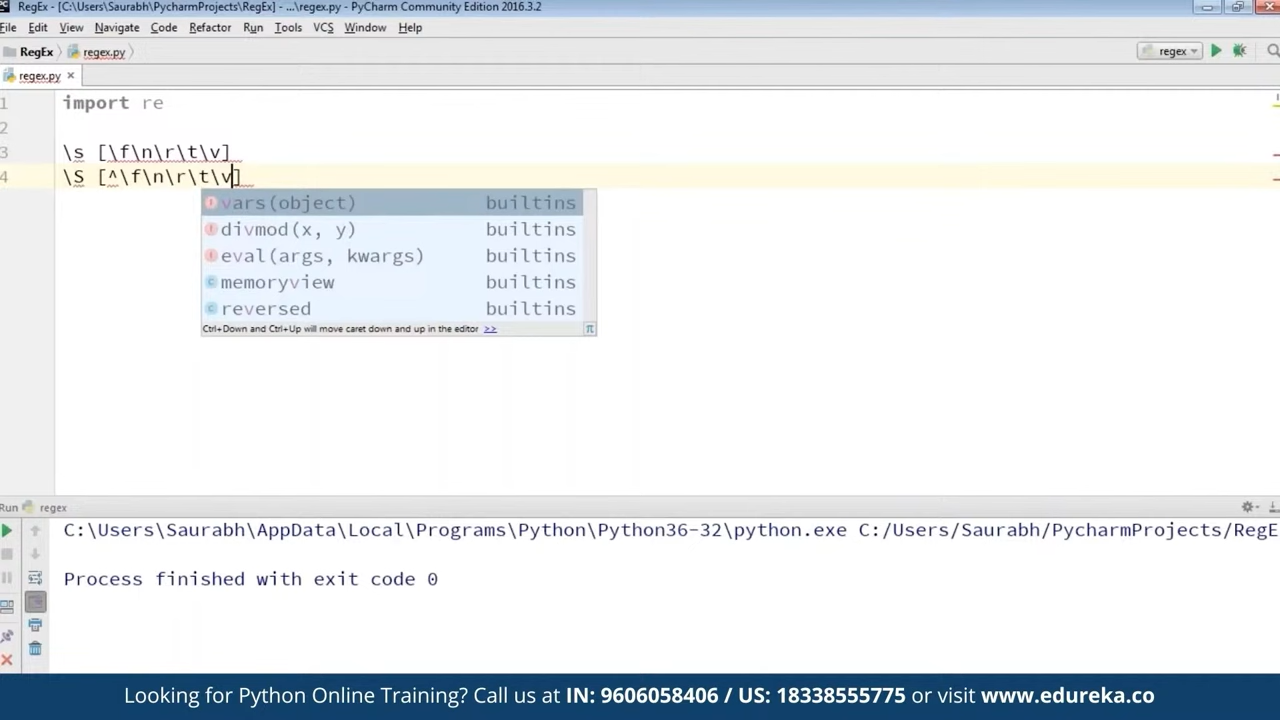 RegEx - [C:\Users\Saurabh\PycharmProjects\RegEx] - ...\regex.py - PyCharm Community Edition 2016.3.2
File Edit View Navigate Code Refactor Run Tools VCS Window Help
RegEx regex.py regex
regex.py
1 import re
2
3 \s [\f\n\r\t\v]
4 \S [^\f\n\r\t\v]
vars(object) builtins
divmod(x, y) builtins
eval(args, kwargs) builtins
memoryview builtins
reversed builtins
Ctrl+Down and Ctrl+Up will move caret down and up in the editor >> π
Run regex
C:\Users\Saurabh\AppData\Local\Programs\Python\Python36-32\python.exe C:/Users/Saurabh/PycharmProjects/RegE
Process finished with exit code 0
Looking for Python Online Training? Call us at IN: 9606058406 / US: 18338555775 or visit www.edureka.co